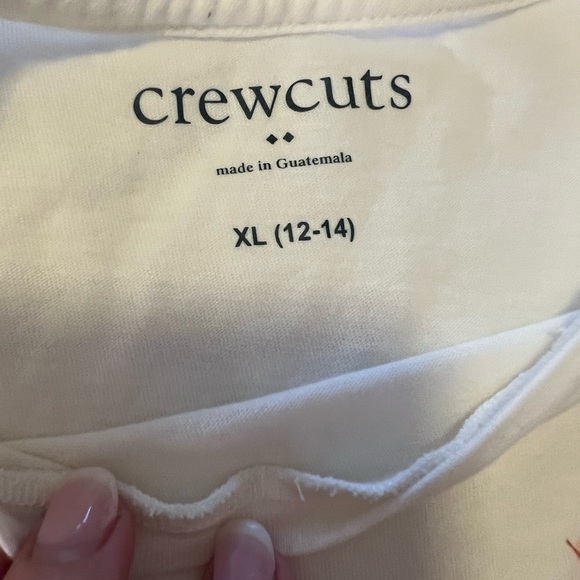 crewcuts
made in Guatemala
XL (12-14)